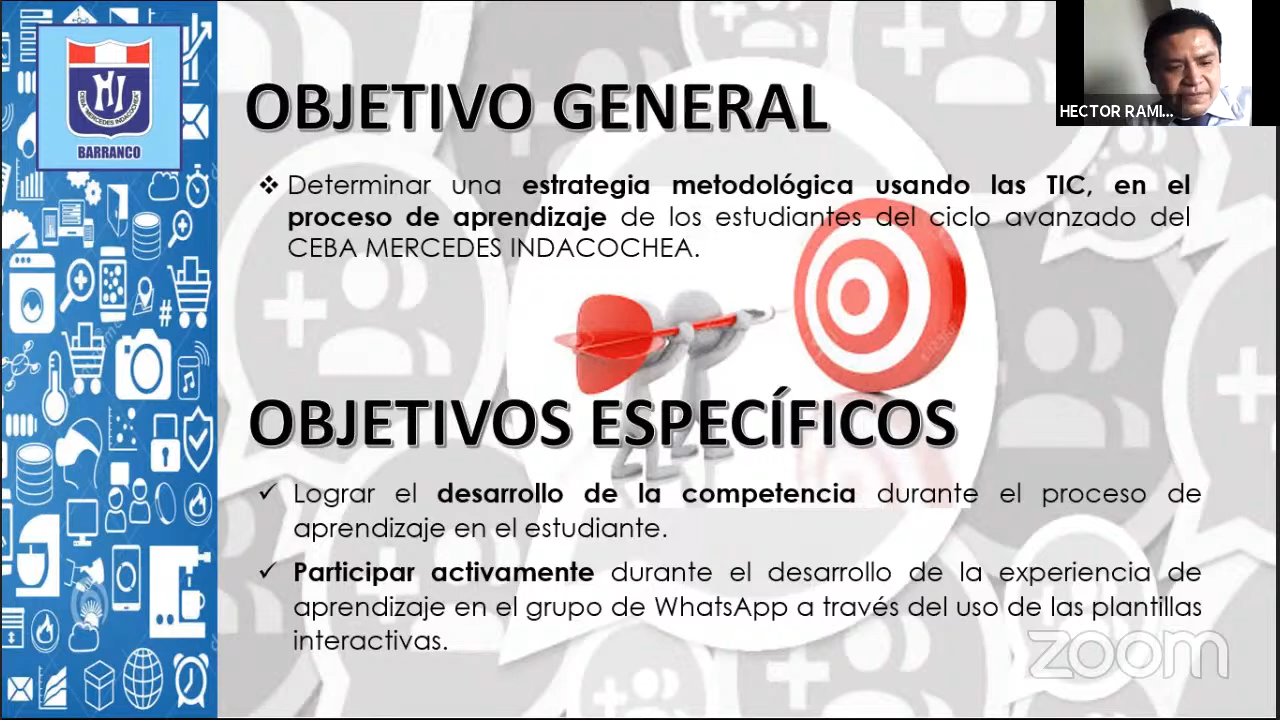 HECTOR RAMI...
CEBA MERCEDES INDACOCHEA
BARRANCO
OBJETIVO GENERAL
❖ Determinar una estrategia metodológica usando las TIC, en el
proceso de aprendizaje de los estudiantes del ciclo avanzado del
CEBA MERCEDES INDACOCHEA.
OBJETIVOS ESPECÍFICOS
✓ Lograr el desarrollo de la competencia durante el proceso de
aprendizaje en el estudiante.
✓ Participar activamente durante el desarrollo de la experiencia de
aprendizaje en el grupo de WhatsApp a través del uso de las plantillas
interactivas.
zoom